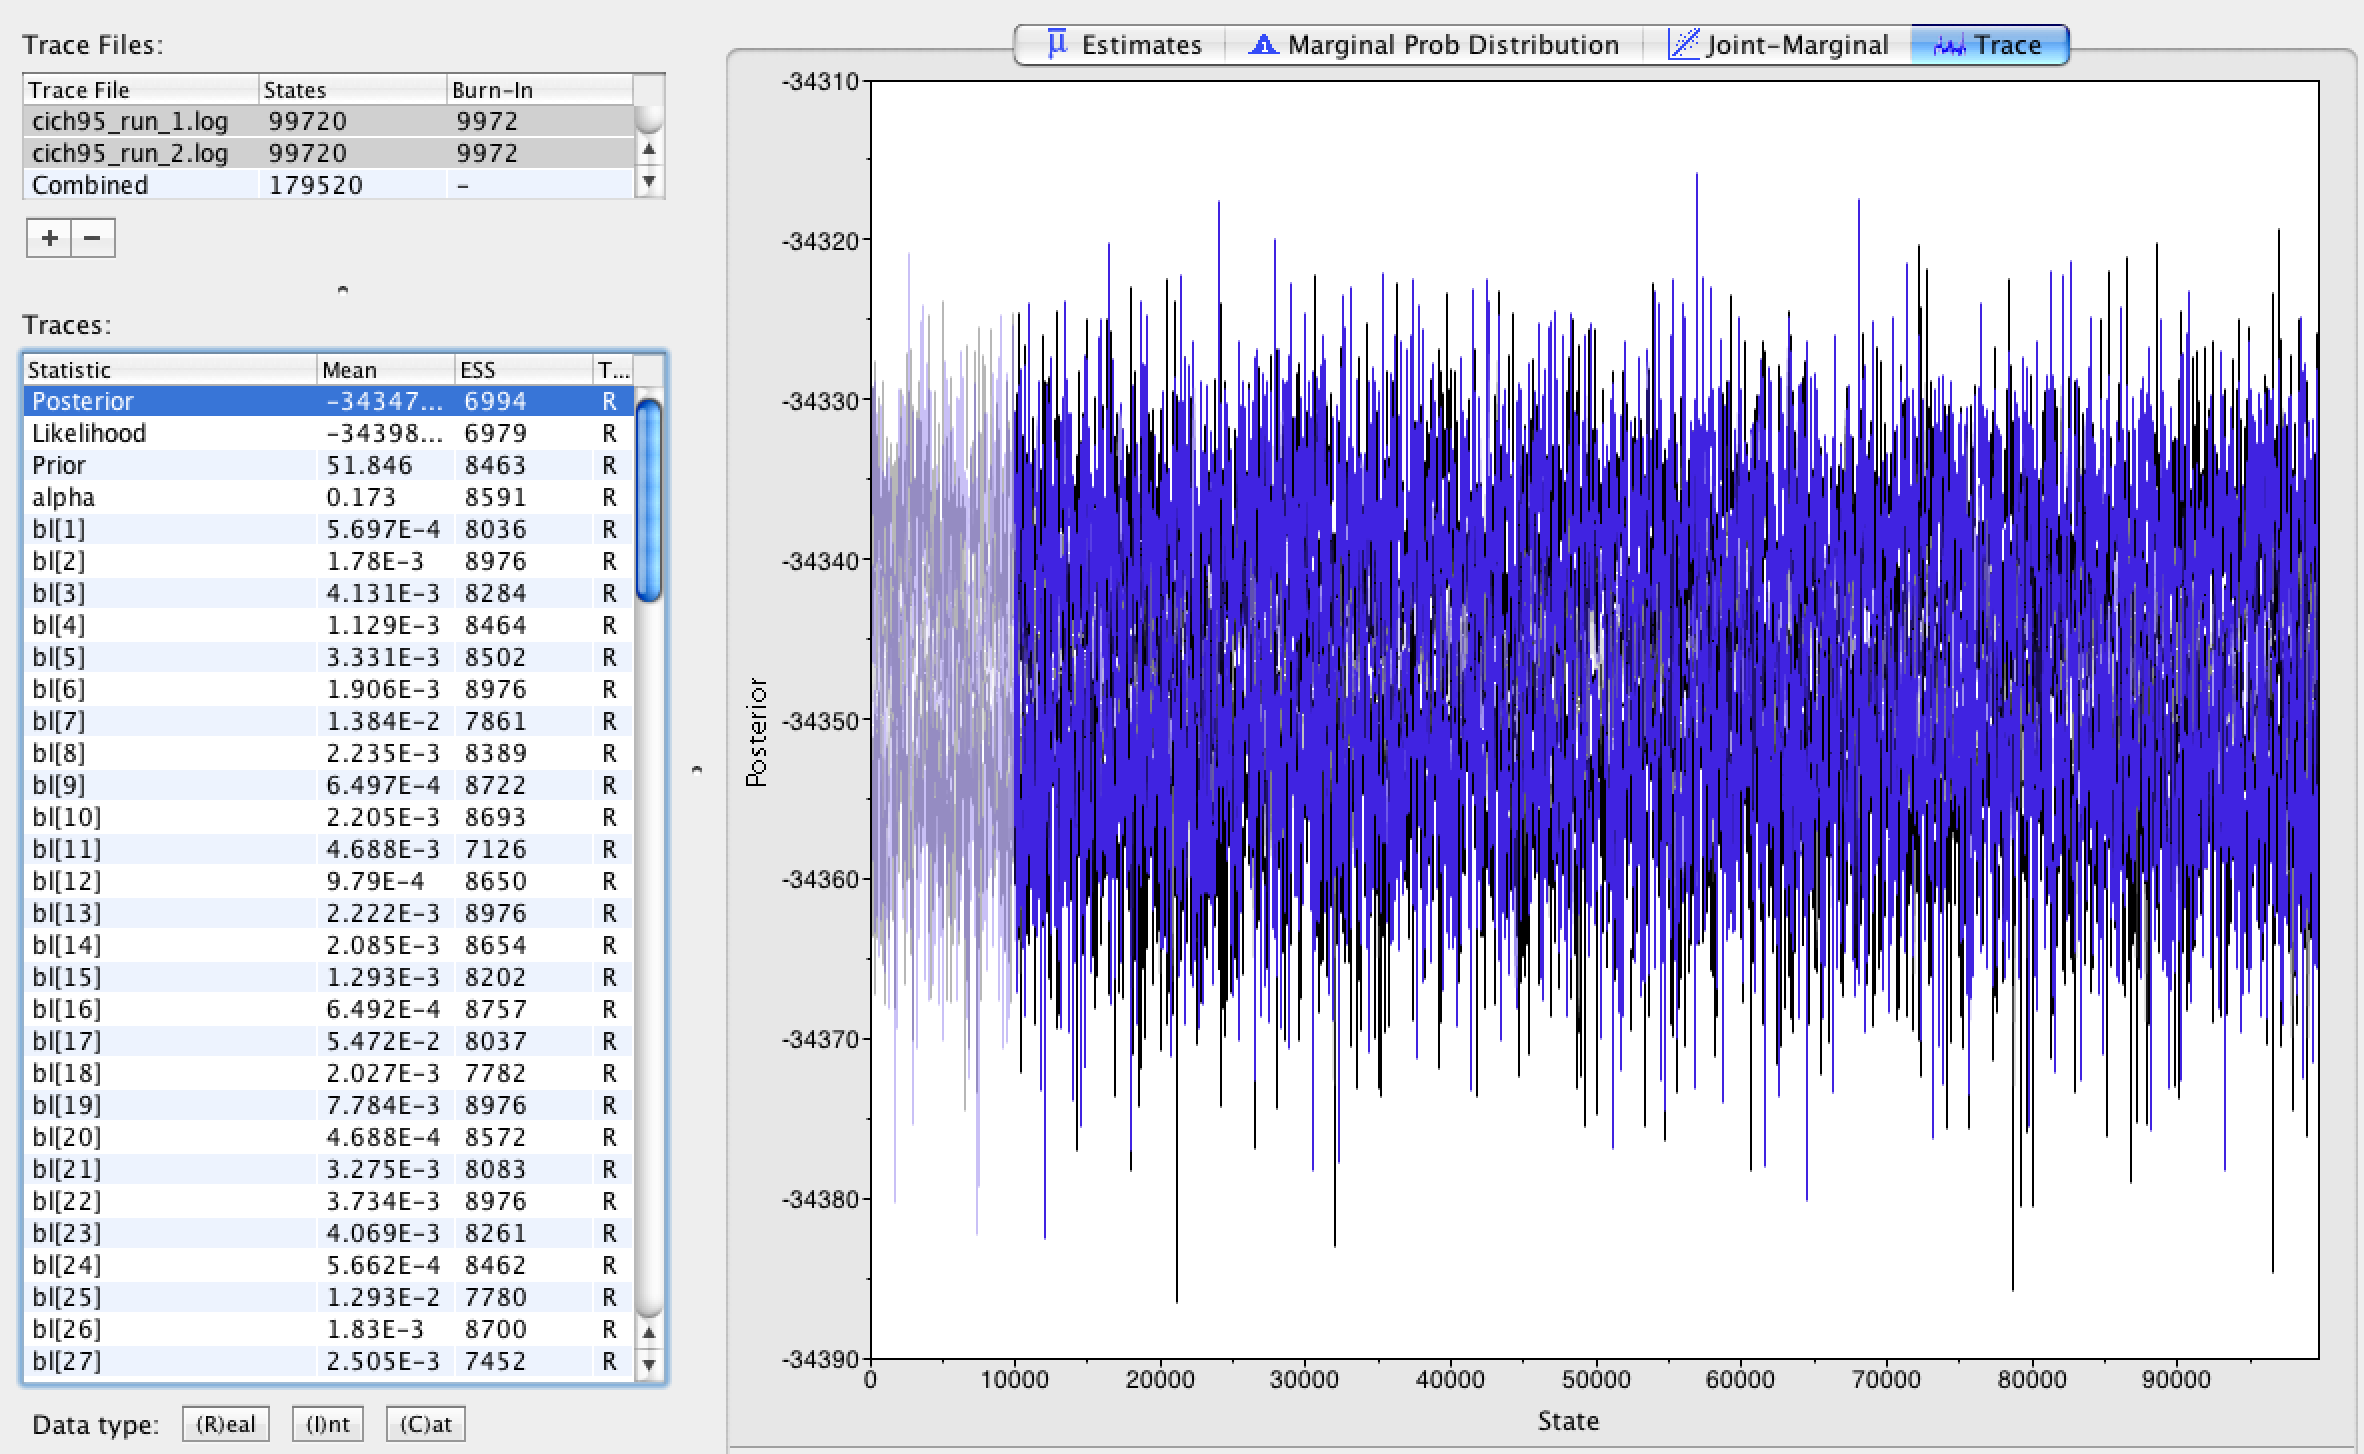 Trace Files:
Trace File States Burn-In
cich95_run_1.log 99720 9972
cich95_run_2.log 99720 9972
Combined 179520 -
+ −
Traces:
Statistic Mean ESS T...
Posterior -34347... 6994 R
Likelihood -34398... 6979 R
Prior 51.846 8463 R
alpha 0.173 8591 R
bl[1] 5.697E-4 8036 R
bl[2] 1.78E-3 8976 R
bl[3] 4.131E-3 8284 R
bl[4] 1.129E-3 8464 R
bl[5] 3.331E-3 8502 R
bl[6] 1.906E-3 8976 R
bl[7] 1.384E-2 7861 R
bl[8] 2.235E-3 8389 R
bl[9] 6.497E-4 8722 R
bl[10] 2.205E-3 8693 R
bl[11] 4.688E-3 7126 R
bl[12] 9.79E-4 8650 R
bl[13] 2.222E-3 8976 R
bl[14] 2.085E-3 8654 R
bl[15] 1.293E-3 8202 R
bl[16] 6.492E-4 8757 R
bl[17] 5.472E-2 8037 R
bl[18] 2.027E-3 7782 R
bl[19] 7.784E-3 8976 R
bl[20] 4.688E-4 8572 R
bl[21] 3.275E-3 8083 R
bl[22] 3.734E-3 8976 R
bl[23] 4.069E-3 8261 R
bl[24] 5.662E-4 8462 R
bl[25] 1.293E-2 7780 R
bl[26] 1.83E-3 8700 R
bl[27] 2.505E-3 7452 R
Data type: (R)eal (I)nt (C)at
Estimates Marginal Prob Distribution Joint-Marginal Trace
-34310
-34320
-34330
-34340
-34350
-34360
-34370
-34380
-34390
Posterior
0 10000 20000 30000 40000 50000 60000 70000 80000 90000
State